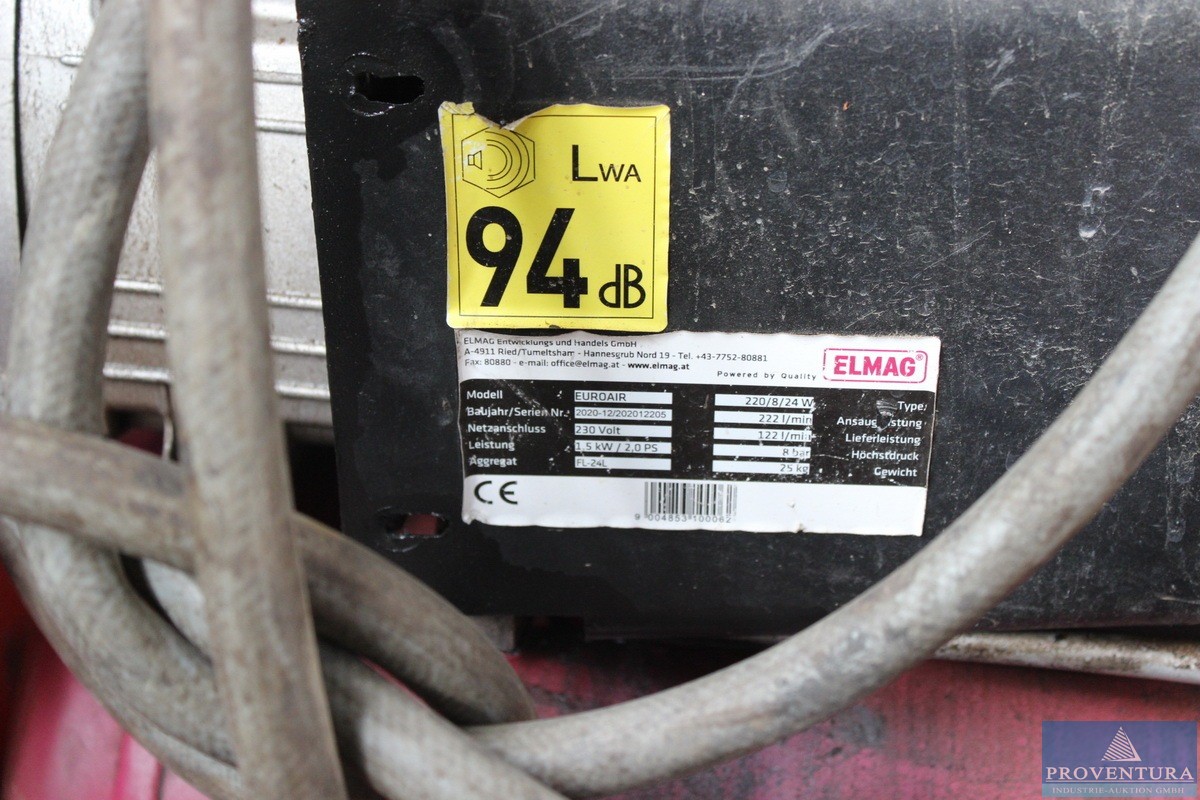 LWA
94 dB
ELMAG Entwicklungs und Handels GmbH
A-4911 Ried/Tumeltsham - Hannesgrub Nord 19 - Tel. +43-7752-80881
Fax: 80880 - e-mail: office@elmag.at - www.elmag.at
Powered by Quality
ELMAG®
Modell EUROAIR 220/8/24 W Type:
Baujahr/Serien Nr. 2020-12/202012205 222 l/min
Netzanschluss 230 Volt 122 l/min Lieferleistung
Leistung 1,5 kW / 2,0 PS 8 bar Höchstdruck
Aggregat FL-24L 25 kg Gewicht
CE
9 004853 100062
PROVENTURA
INDUSTRIE-AUKTION GMBH